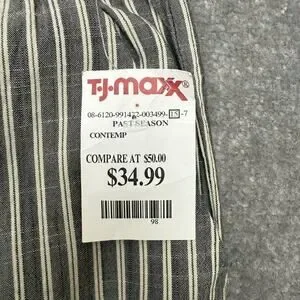 T•J•maxx®
08-6120-991472-003499-15-7
PAST SEASON
CONTEMP
COMPARE AT $50.00
$34.99
98